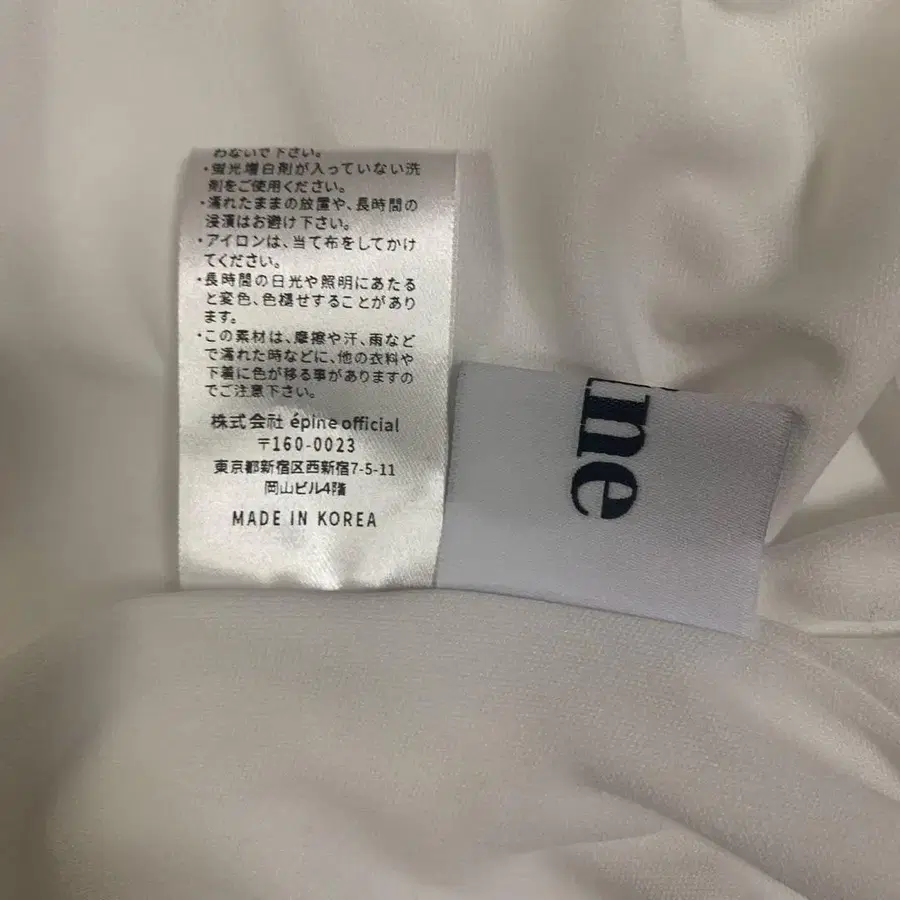 わないで下さい。
・蛍光増白剤が入っていない洗
剤をご使用ください。
・濡れたままの放置や、長時間の
浸漬はお避け下さい。
・アイロンは、当て布をしてかけ
てください。
・長時間の日光や照明にあたる
と変色、色褪せすることがあり
ます。
・この素材は、摩擦や汗、雨など
で濡れた時などに、他の衣料や
下着に色が移る事がありますの
でご注意下さい。
株式会社 épine official
〒160-0023
東京都新宿区西新宿7-5-11
岡山ビル4階
MADE IN KOREA
ine